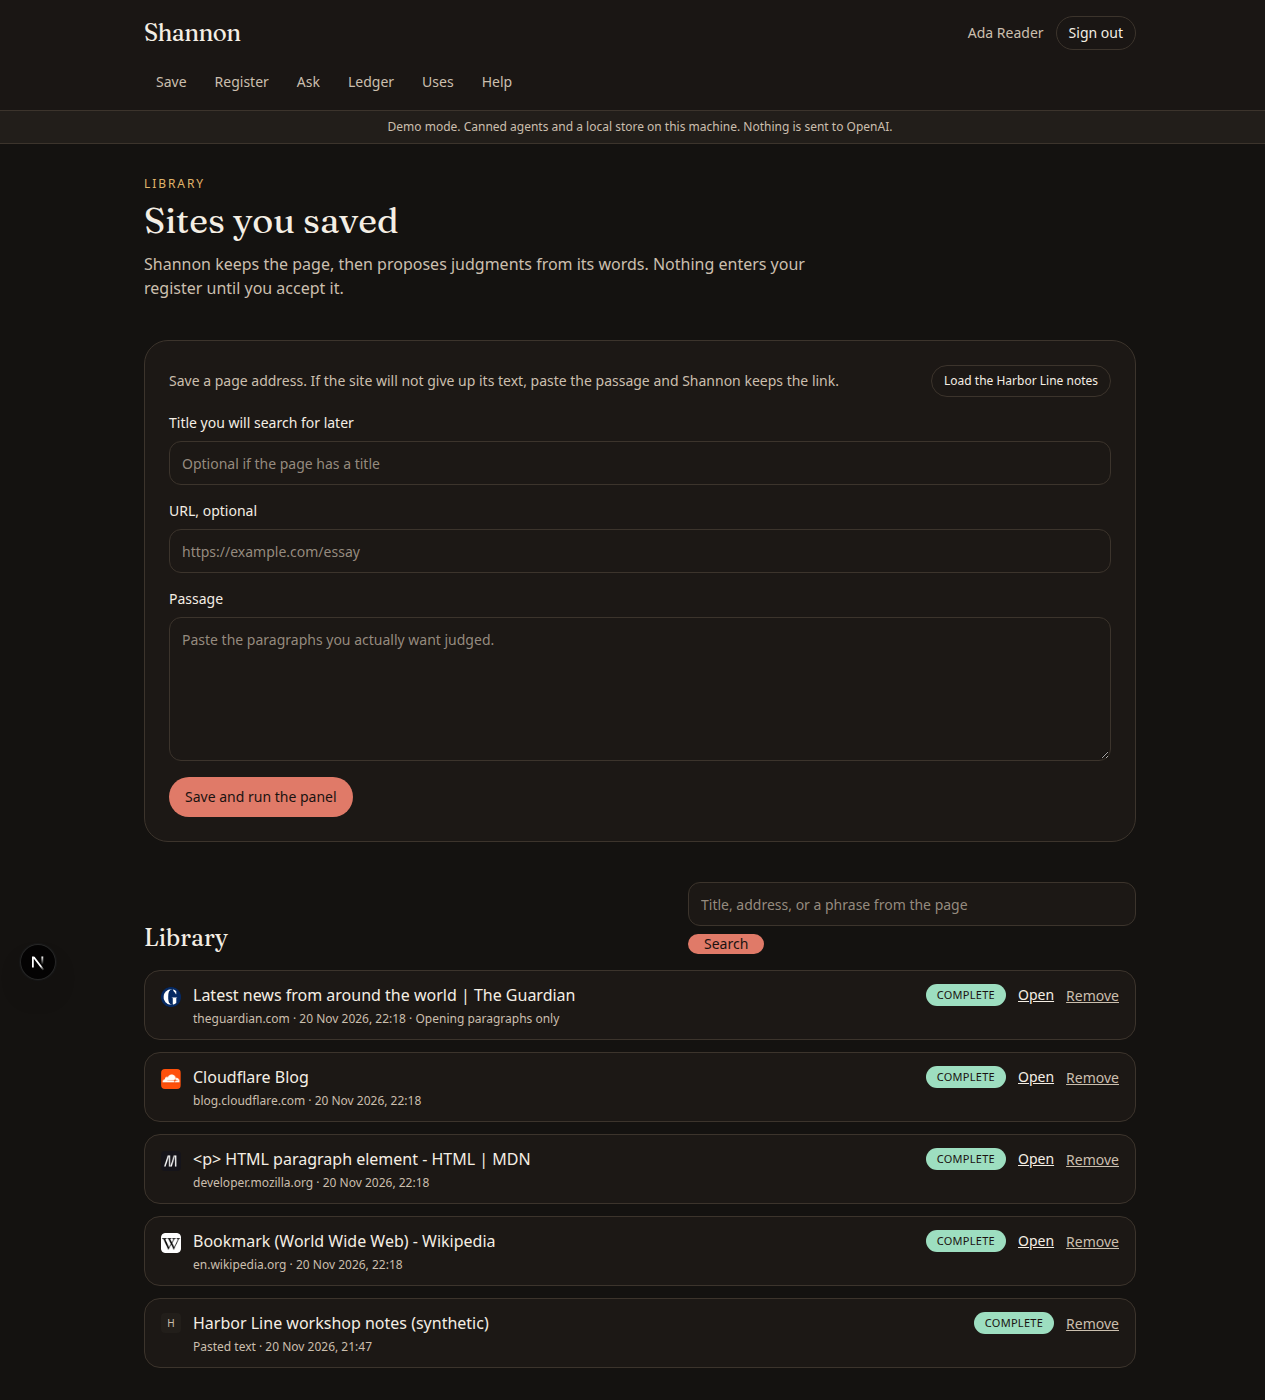 Shannon
Ada Reader
Sign out
Save
Register
Ask
Ledger
Uses
Help
Demo mode. Canned agents and a local store on this machine. Nothing is sent to OpenAI.
LIBRARY
Sites you saved
Shannon keeps the page, then proposes judgments from its words. Nothing enters your
register until you accept it.
Save a page address. If the site will not give up its text, paste the passage and Shannon keeps the link.
Load the Harbor Line notes
Title you will search for later
Optional if the page has a title
URL, optional
https://example.com/essay
Passage
Paste the paragraphs you actually want judged.
Save and run the panel
Library
Title, address, or a phrase from the page
Search
N
G
Latest news from around the world | The Guardian
COMPLETE
Open
Remove
theguardian.com · 20 Nov 2026, 22:18 · Opening paragraphs only
Cloudflare Blog
COMPLETE
Open
Remove
blog.cloudflare.com · 20 Nov 2026, 22:18
M
<p> HTML paragraph element - HTML | MDN
COMPLETE
Open
Remove
developer.mozilla.org · 20 Nov 2026, 22:18
W
Bookmark (World Wide Web) - Wikipedia
COMPLETE
Open
Remove
en.wikipedia.org · 20 Nov 2026, 22:18
H
Harbor Line workshop notes (synthetic)
COMPLETE
Remove
Pasted text · 20 Nov 2026, 21:47